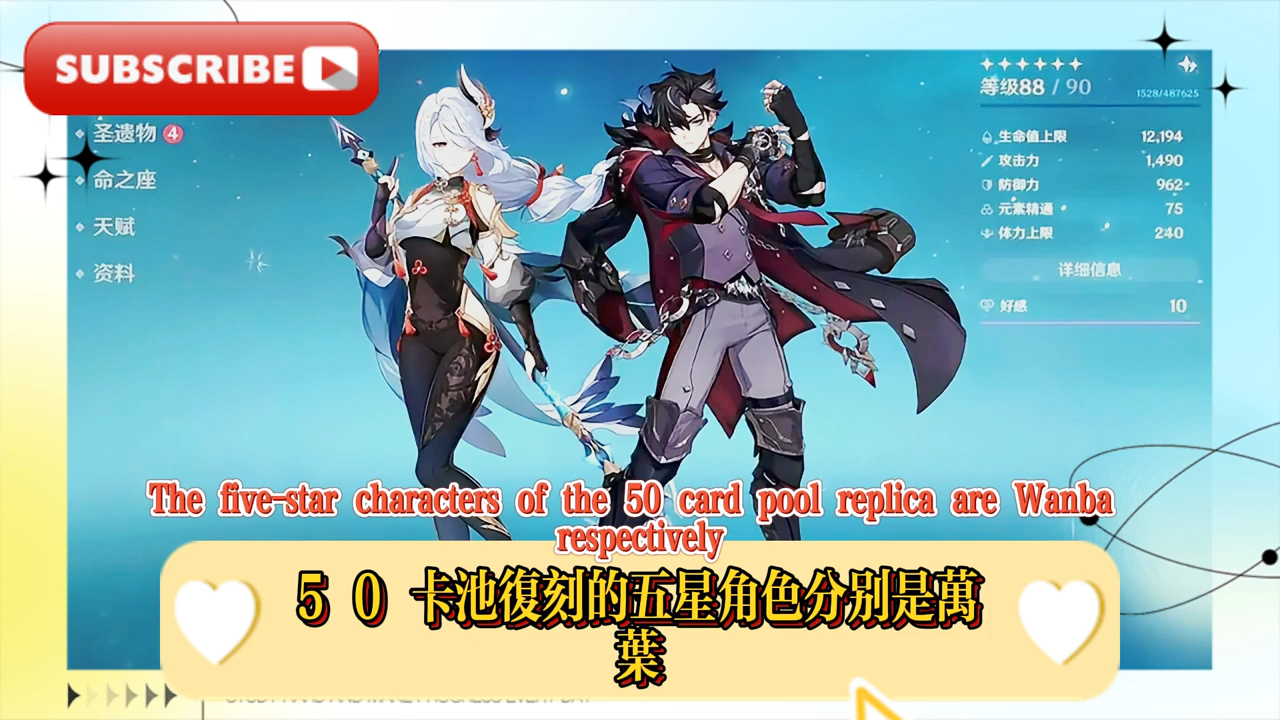 SUBSCRIBE
圣遗物 4
命之座
天赋
资料
等级88 / 90
1528/487625
生命值上限 12,194
攻击力 1,490
防御力 962
元素精通 75
体力上限 240
详细信息
好感 10
The five-star characters of the 50 card pool replica are Wanba
respectively
５０ 卡池復刻的五星角色分别是萬
葉